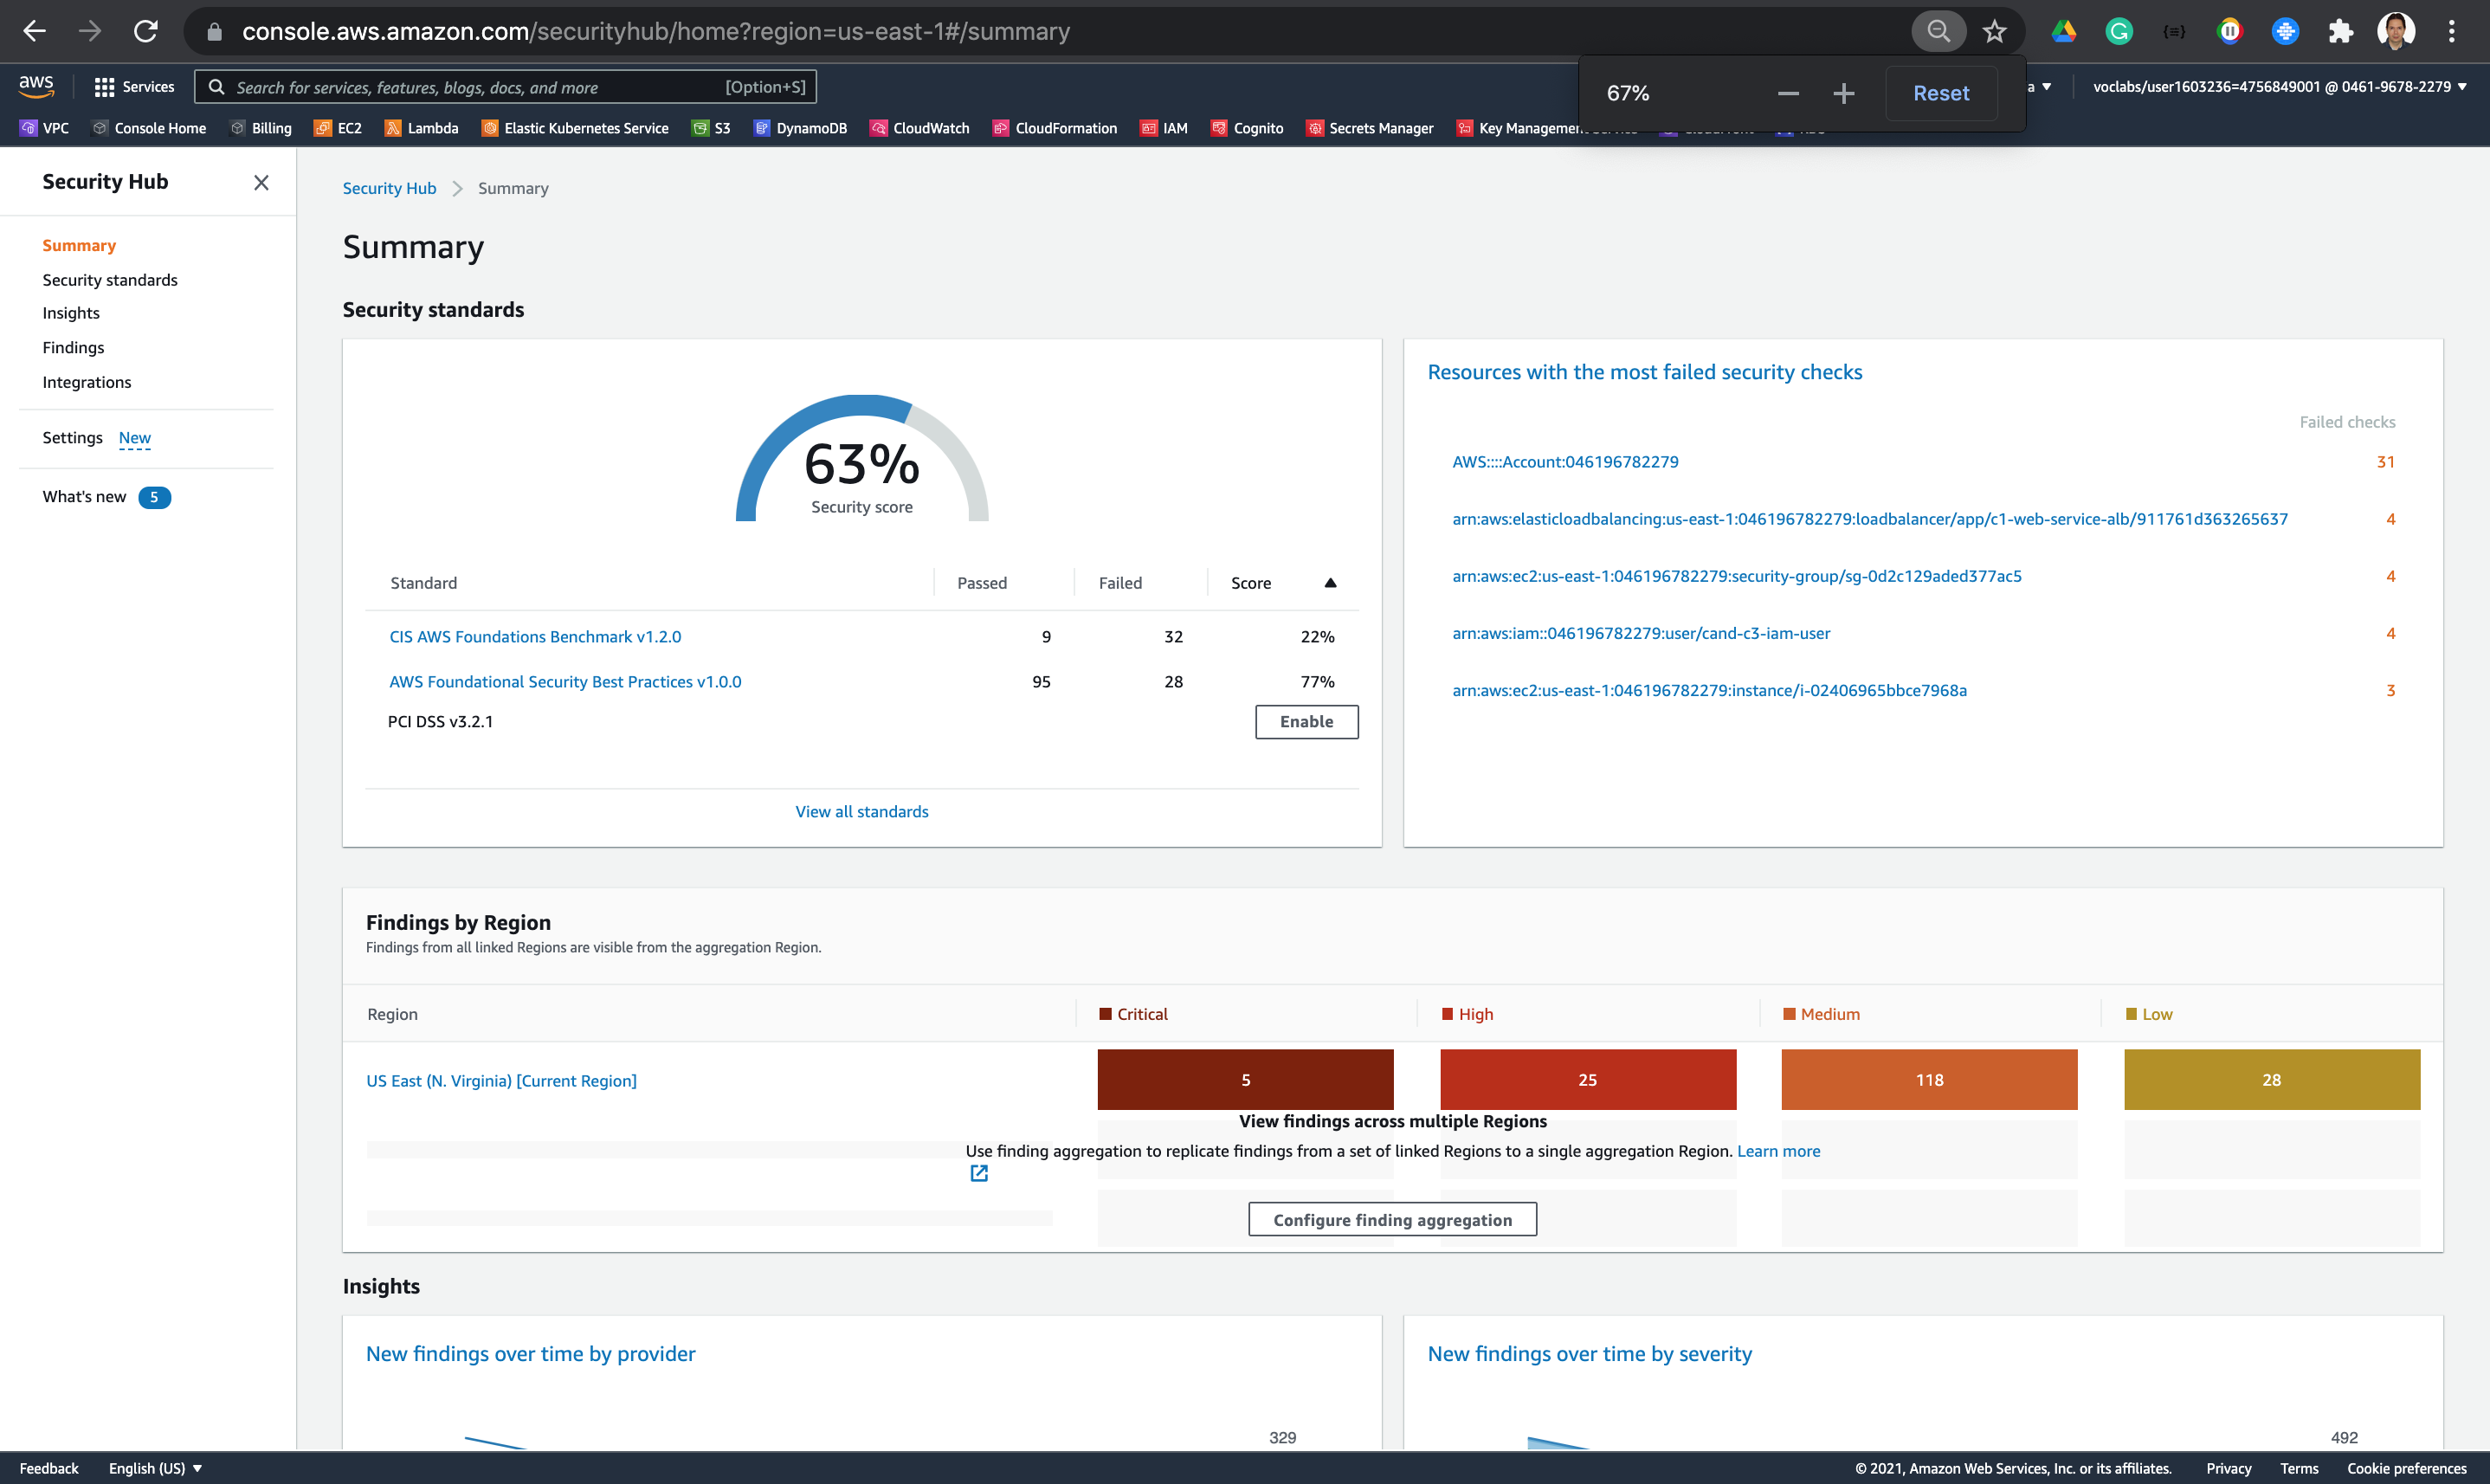 console.aws.amazon.com/securityhub/home?region=us-east-1#/summary
67% Reset
aws Services Search for services, features, blogs, docs, and more [Option+S] a voclabs/user1603236=4756849001 @ 0461-9678-2279
VPC Console Home Billing EC2 Lambda Elastic Kubernetes Service S3 DynamoDB CloudWatch CloudFormation IAM Cognito Secrets Manager Key Management
Security Hub
Summary
Security standards
Insights
Findings
Integrations
Settings New
What's new 5
Security Hub Summary
Summary
Security standards
63%
Security score
Standard Passed Failed Score
CIS AWS Foundations Benchmark v1.2.0 9 32 22%
AWS Foundational Security Best Practices v1.0.0 95 28 77%
PCI DSS v3.2.1 Enable
View all standards
Resources with the most failed security checks
Failed checks
AWS::::Account:046196782279 31
arn:aws:elasticloadbalancing:us-east-1:046196782279:loadbalancer/app/c1-web-service-alb/911761d363265637 4
arn:aws:ec2:us-east-1:046196782279:security-group/sg-0d2c129aded377ac5 4
arn:aws:iam::046196782279:user/cand-c3-iam-user 4
arn:aws:ec2:us-east-1:046196782279:instance/i-02406965bbce7968a 3
Findings by Region
Findings from all linked Regions are visible from the aggregation Region.
Region Critical High Medium Low
US East (N. Virginia) [Current Region] 5 25 118 28
View findings across multiple Regions
Use finding aggregation to replicate findings from a set of linked Regions to a single aggregation Region. Learn more
Configure finding aggregation
Insights
New findings over time by provider
329
New findings over time by severity
492
Feedback English (US) © 2021, Amazon Web Services, Inc. or its affiliates. Privacy Terms Cookie preferences